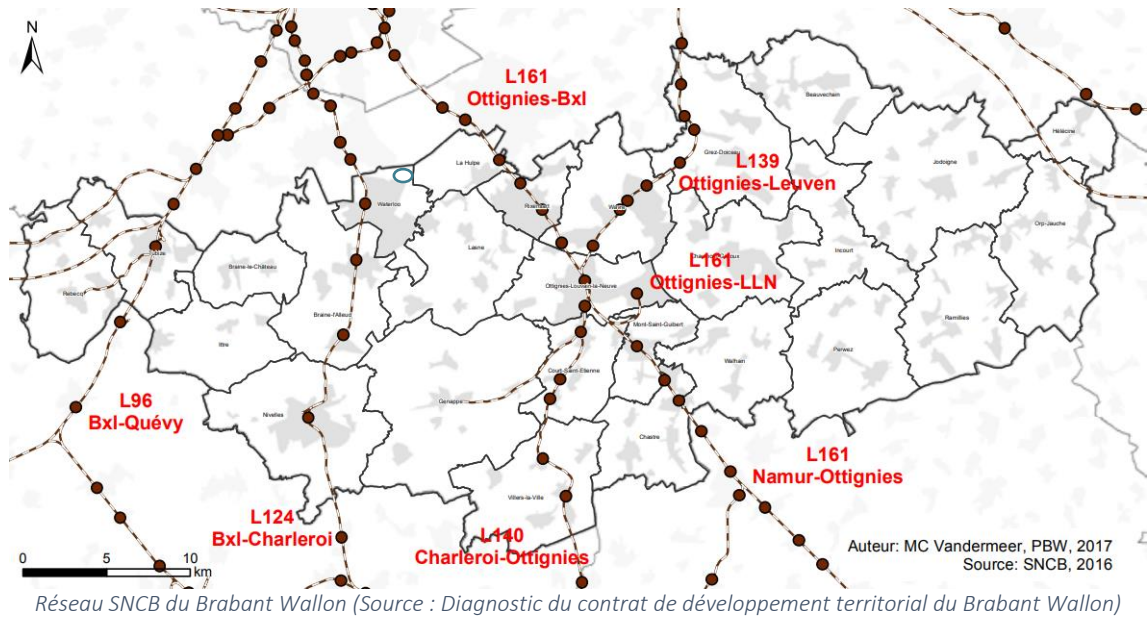 N
L161
Ottignies-Bxl
Beauvechain
Hélécine
La Hulpe
Grez-Doiceau
L139
Ottignies-Leuven
Jodoigne
Waterloo
Rixensart
Wavre
Orp-Jauche
Lasne
Tubize
Braine-le-Château
Incourt
Chaumont-Gistoux
L161
Ottignies-LLN
Rebecq
Ottignies-Louvain-la-Neuve
Braine-l'Alleud
Mont-Saint-Guibert
Ramillies
Ittre
Walhain
Perwez
Court-Saint-Etienne
L96
Bxl-Quévy
Genappe
Nivelles
Chastre
L161
Namur-Ottignies
Villers-la-Ville
L124
Bxl-Charleroi
L140
Charleroi-Ottignies
0 5 10
km
Auteur: MC Vandermeer, PBW, 2017
Source: SNCB, 2016
Réseau SNCB du Brabant Wallon (Source : Diagnostic du contrat de développement territorial du Brabant Wallon)